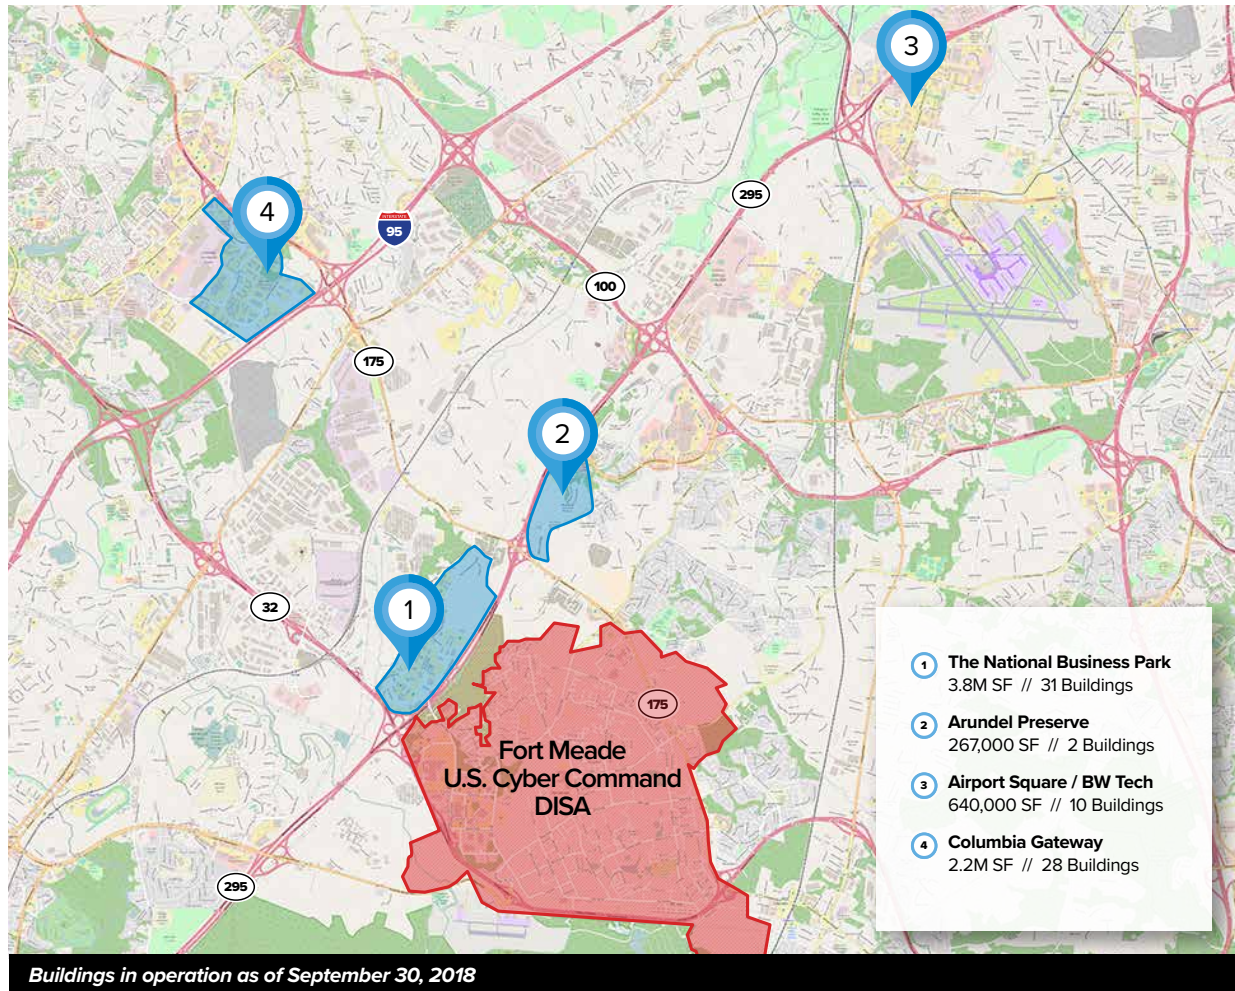 3
4
INTERSTATE
95
295
100
175
2
1
32
175
Fort Meade
U.S. Cyber Command
DISA
295
1 The National Business Park
3.8M SF // 31 Buildings
2 Arundel Preserve
267,000 SF // 2 Buildings
3 Airport Square / BW Tech
640,000 SF // 10 Buildings
4 Columbia Gateway
2.2M SF // 28 Buildings
Buildings in operation as of September 30, 2018